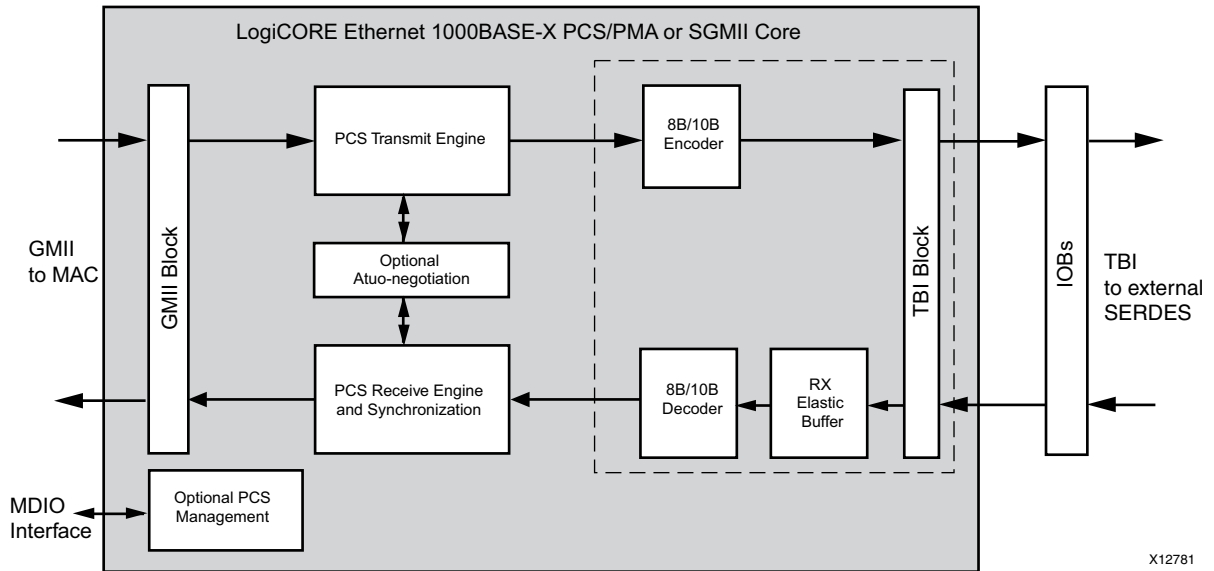 LogiCORE Ethernet 1000BASE-X PCS/PMA or SGMII Core
GMII Block
PCS Transmit Engine
8B/10B
Encoder
TBI Block
IOBs
GMII
to MAC
Optional
Atuo-negotiation
TBI
to external
SERDES
PCS Receive Engine
and Synchronization
8B/10B
Decoder
RX
Elastic
Buffer
MDIO
Interface
Optional PCS
Management
X12781